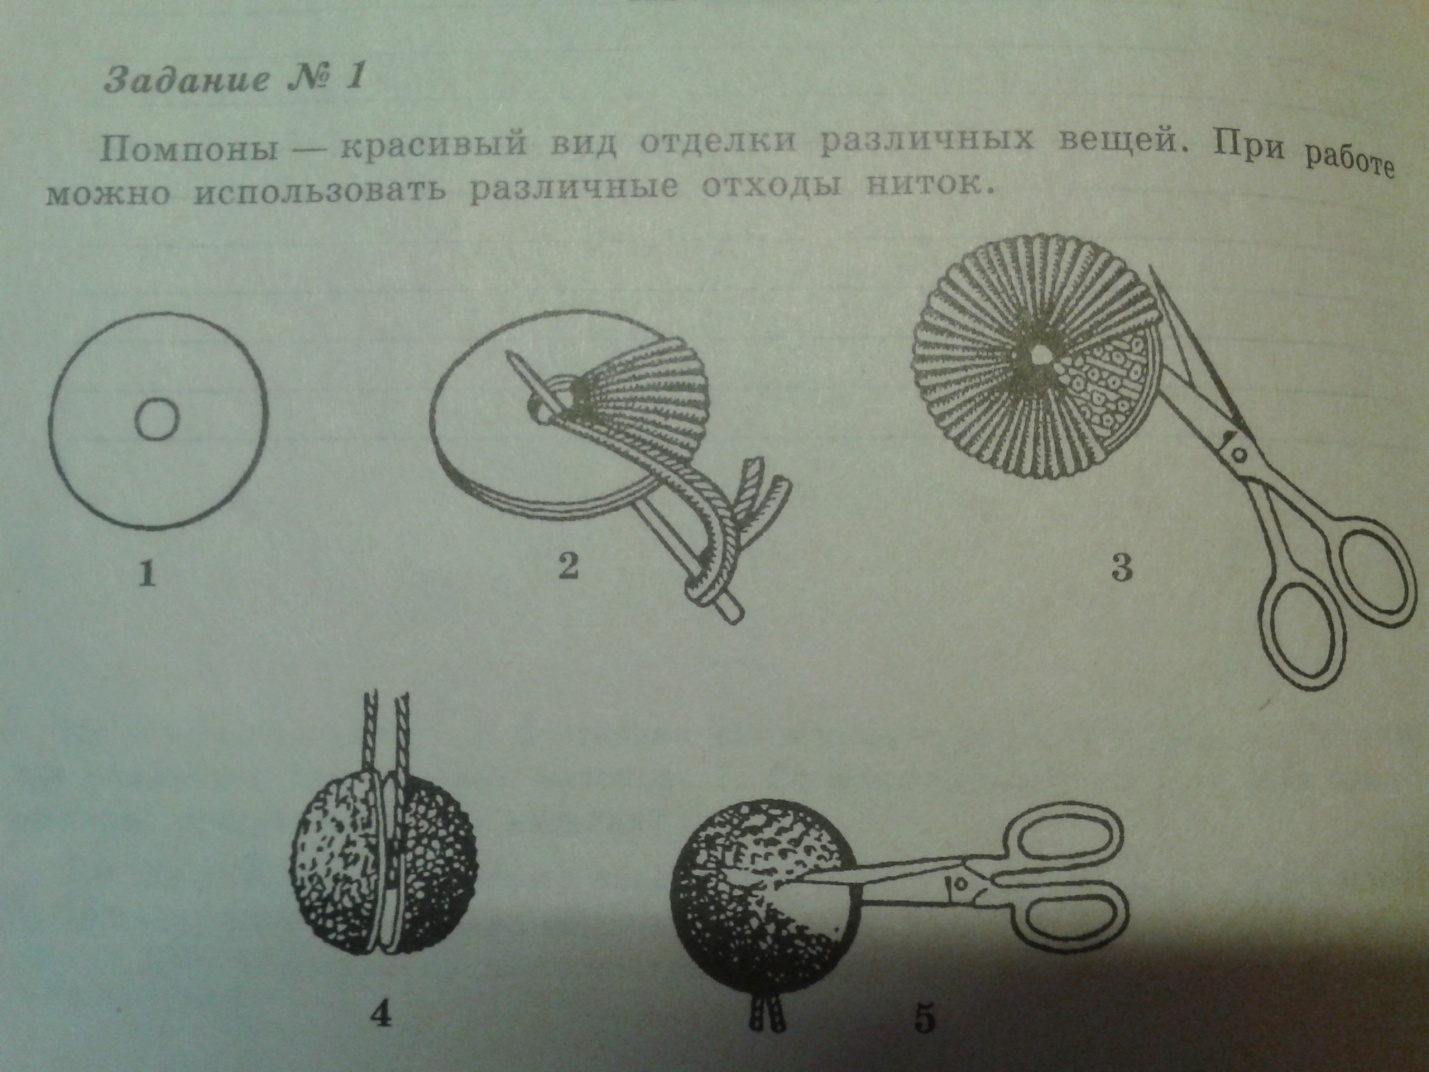 Задание № 1
Помпоны — красивый вид отделки различных вещей. При работе
можно использовать различные отходы ниток.
1
2
3
4
5